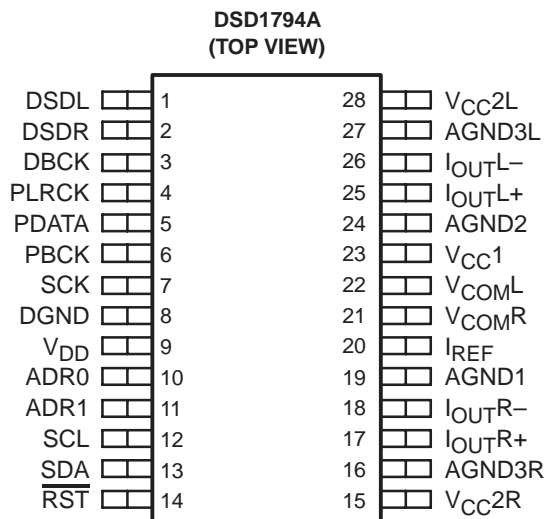 DSD1794A
(TOP VIEW)
DSDL 1 28 VCC2L
DSDR 2 27 AGND3L
DBCK 3 26 IOUTL–
PLRCK 4 25 IOUTL+
PDATA 5 24 AGND2
PBCK 6 23 VCC1
SCK 7 22 VCOML
DGND 8 21 VCOMR
VDD 9 20 IREF
ADR0 10 19 AGND1
ADR1 11 18 IOUTR–
SCL 12 17 IOUTR+
SDA 13 16 AGND3R
R̅S̅T̅ 14 15 VCC2R